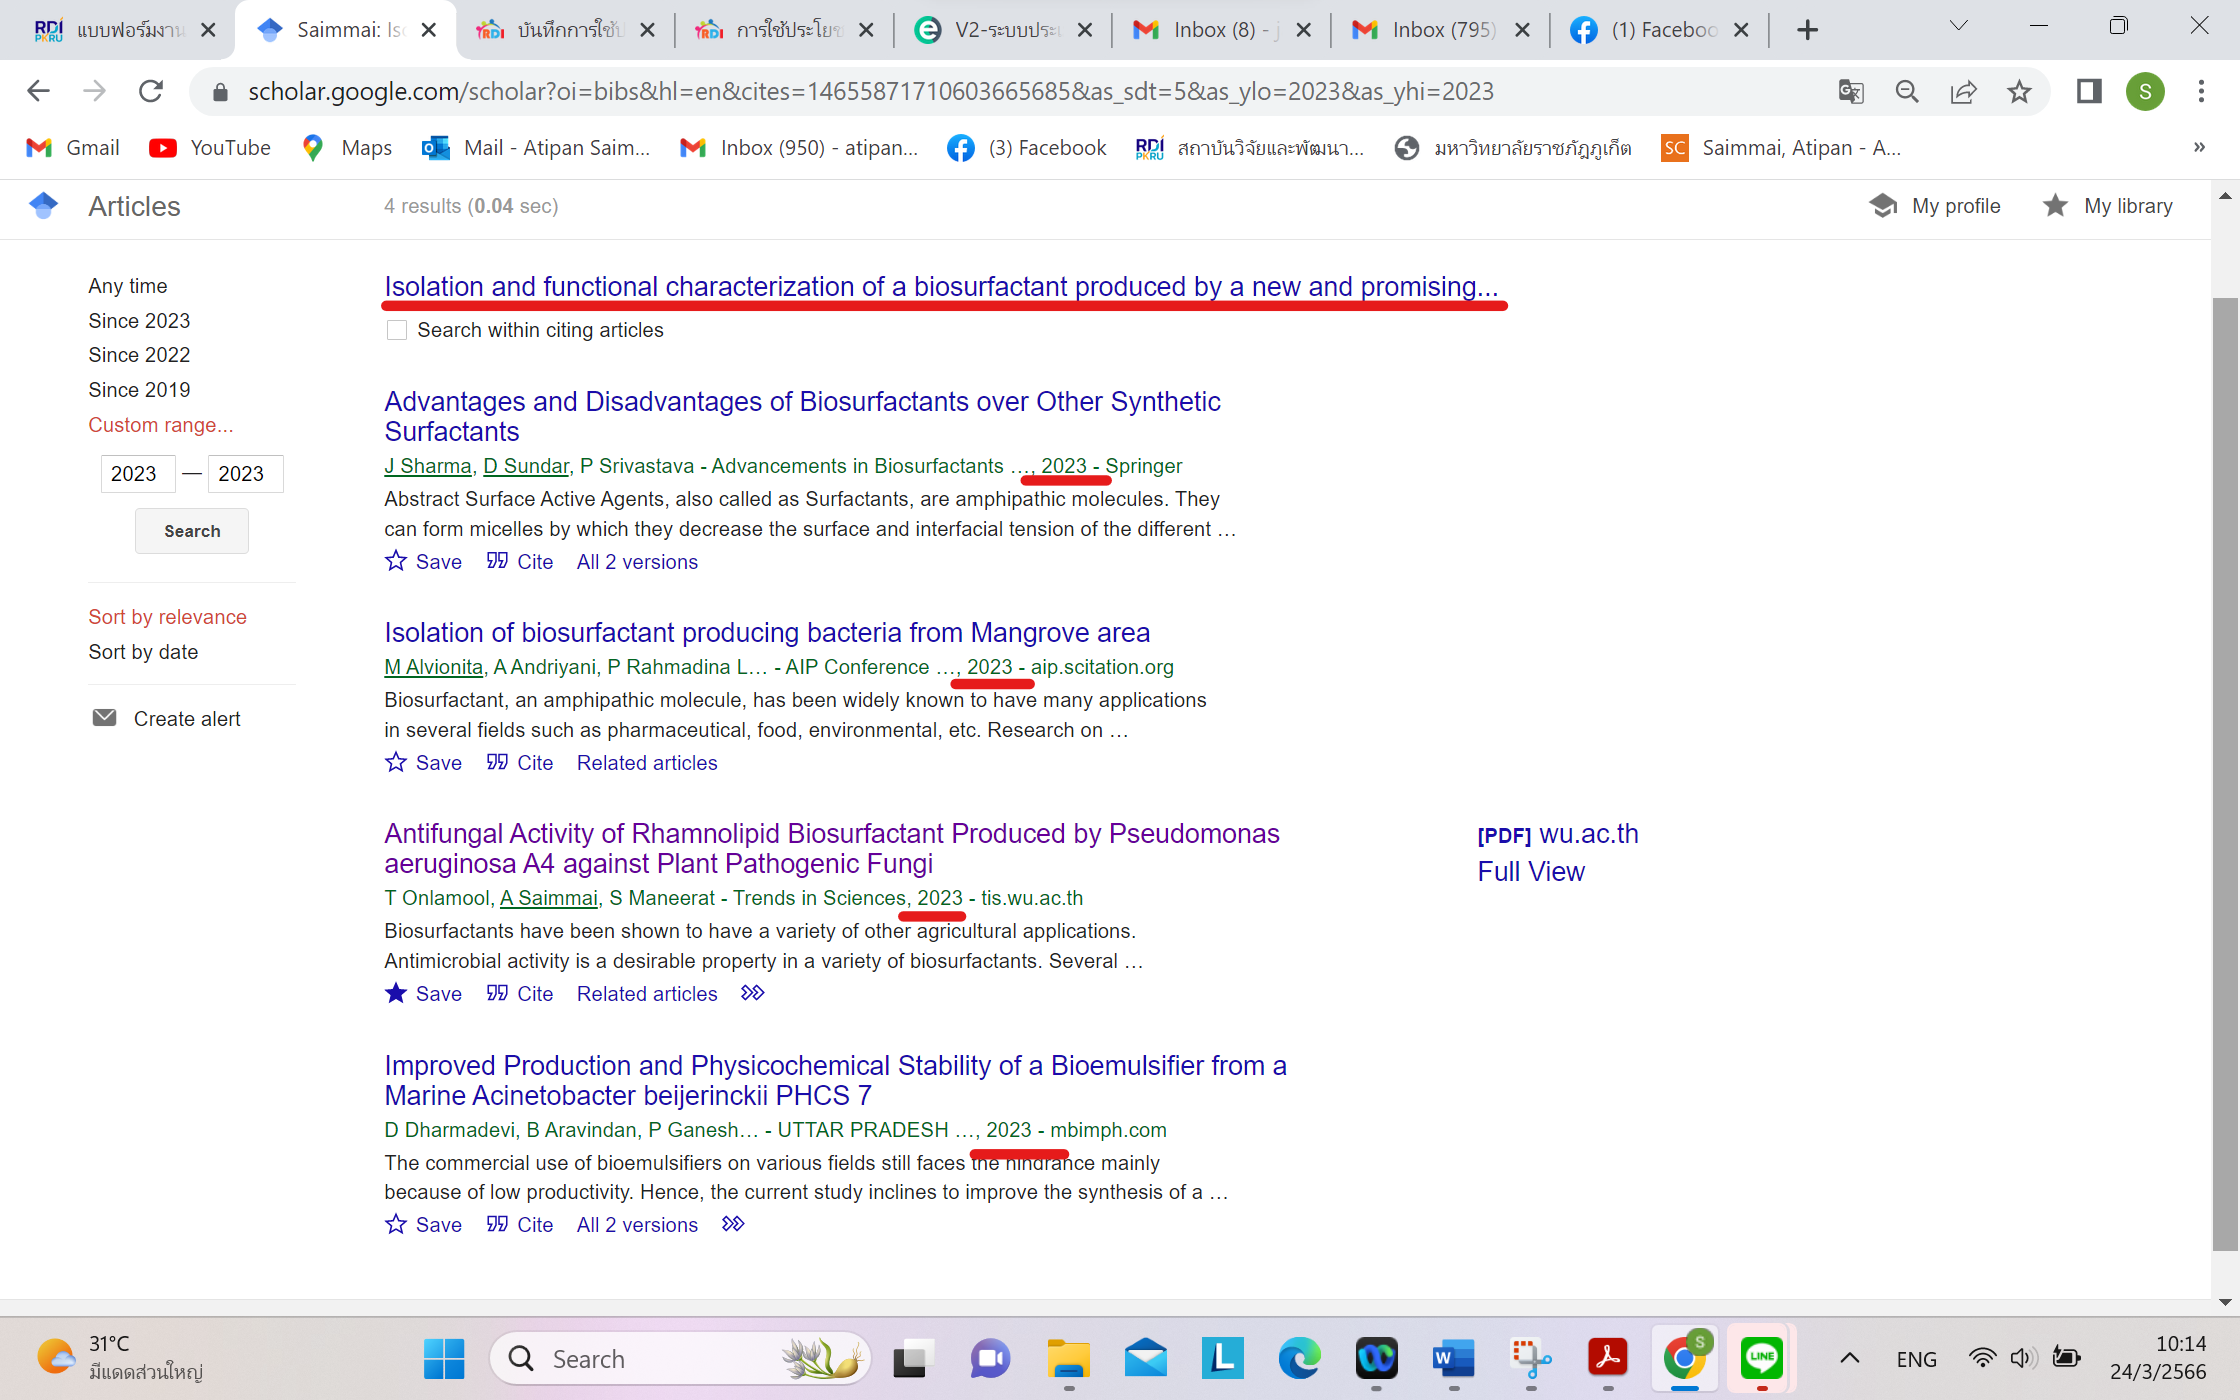 แบบฟอร์มงาน
Saimmai: Iso
บันทึกการใช้ป
การใช้ประโยช
V2-ระบบประเ
Inbox (8) - j
Inbox (795)
(1) Faceboo
scholar.google.com/scholar?oi=bibs&hl=en&cites=14655871710603665685&as_sdt=5&as_ylo=2023&as_yhi=2023
S
Gmail
YouTube
Maps
Mail - Atipan Saim...
Inbox (950) - atipan...
(3) Facebook
RDI PKRU
สถาบันวิจัยและพัฒนา...
มหาวิทยาลัยราชภัฏภูเก็ต
SC
Saimmai, Atipan - A...
»
Articles
4 results (0.04 sec)
My profile
My library
Any time
Since 2023
Since 2022
Since 2019
Custom range...
2023 — 2023
Search
Sort by relevance
Sort by date
Create alert
Isolation and functional characterization of a biosurfactant produced by a new and promising...
Search within citing articles
Advantages and Disadvantages of Biosurfactants over Other Synthetic
Surfactants
J Sharma, D Sundar, P Srivastava - Advancements in Biosurfactants …, 2023 - Springer
Abstract Surface Active Agents, also called as Surfactants, are amphipathic molecules. They
can form micelles by which they decrease the surface and interfacial tension of the different …
Save Cite All 2 versions
Isolation of biosurfactant producing bacteria from Mangrove area
M Alvionita, A Andriyani, P Rahmadina L… - AIP Conference …, 2023 - aip.scitation.org
Biosurfactant, an amphipathic molecule, has been widely known to have many applications
in several fields such as pharmaceutical, food, environmental, etc. Research on …
Save Cite Related articles
Antifungal Activity of Rhamnolipid Biosurfactant Produced by Pseudomonas
aeruginosa A4 against Plant Pathogenic Fungi
[PDF] wu.ac.th
Full View
T Onlamool, A Saimmai, S Maneerat - Trends in Sciences, 2023 - tis.wu.ac.th
Biosurfactants have been shown to have a variety of other agricultural applications.
Antimicrobial activity is a desirable property in a variety of biosurfactants. Several …
Save Cite Related articles
Improved Production and Physicochemical Stability of a Bioemulsifier from a
Marine Acinetobacter beijerinckii PHCS 7
D Dharmadevi, B Aravindan, P Ganesh… - UTTAR PRADESH …, 2023 - mbimph.com
The commercial use of bioemulsifiers on various fields still faces the hindrance mainly
because of low productivity. Hence, the current study inclines to improve the synthesis of a …
Save Cite All 2 versions
31°C
มีแดดส่วนใหญ่
Search
L
W
S
LINE
ENG
10:14
24/3/2566